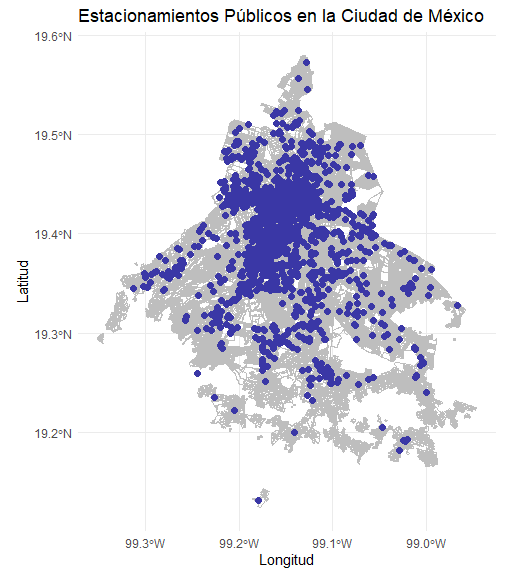 Estacionamientos Públicos en la Ciudad de México
19.6°N
19.5°N
19.4°N
19.3°N
19.2°N
Latitud
99.3°W 99.2°W 99.1°W 99.0°W
Longitud